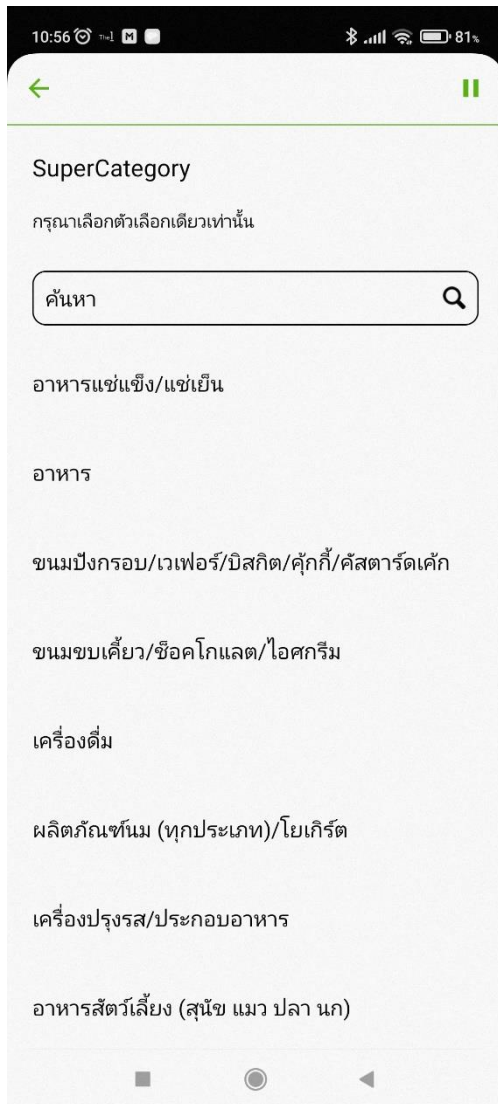 10:56
M
81%
SuperCategory
กรุณาเลือกตัวเลือกเดียวเท่านั้น
ค้นหา
อาหารแช่แข็ง/แช่เย็น
อาหาร
ขนมปังกรอบ/เวเฟอร์/บิสกิต/คุ้กกี้/คัสตาร์ดเค้ก
ขนมขบเคี้ยว/ช็อคโกแลต/ไอศกรีม
เครื่องดื่ม
ผลิตภัณฑ์นม (ทุกประเภท)/โยเกิร์ต
เครื่องปรุงรส/ประกอบอาหาร
อาหารสัตว์เลี้ยง (สุนัข แมว ปลา นก)